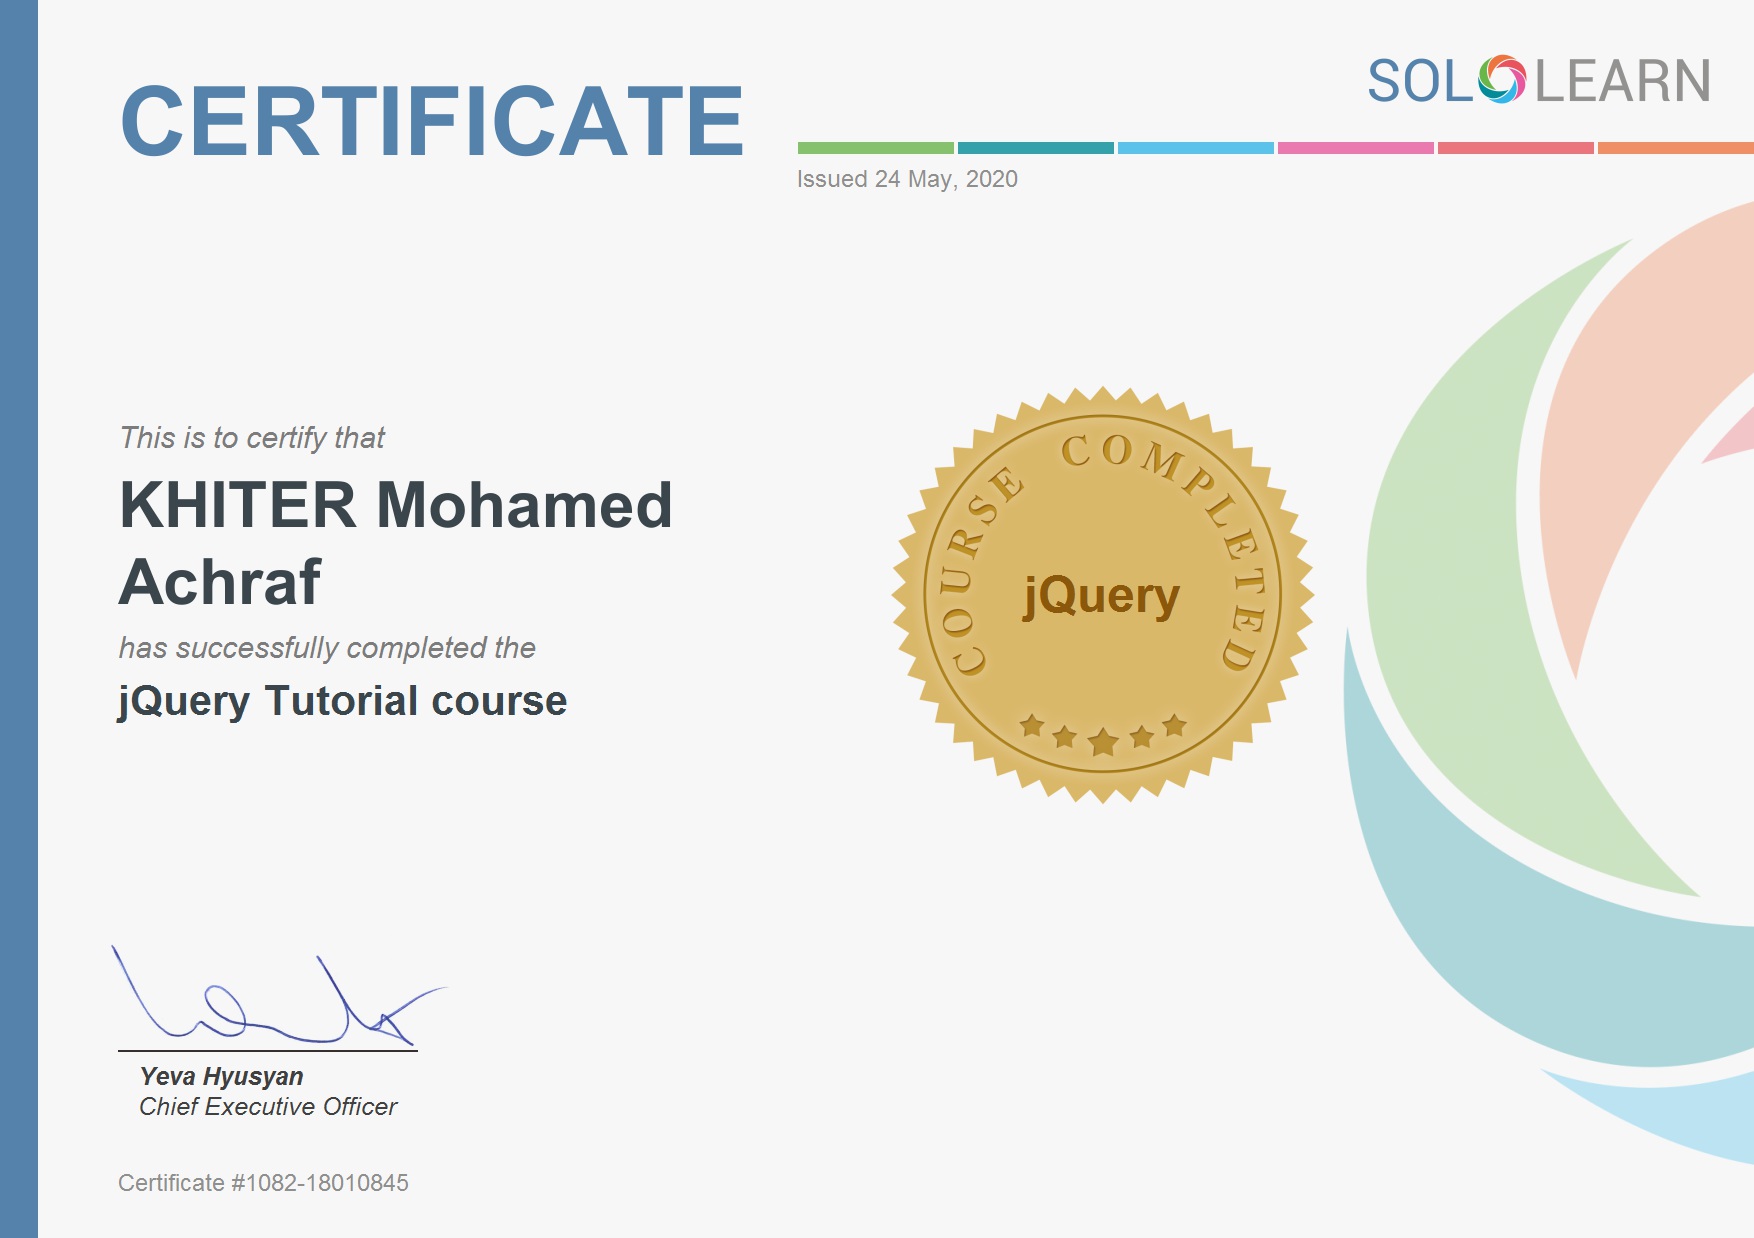 CERTIFICATE
SOLOLEARN
Issued 24 May, 2020
This is to certify that
KHITER Mohamed
Achraf
has successfully completed the
jQuery Tutorial course
COURSE COMPLETED
jQuery
Yeva Hyusyan
Chief Executive Officer
Certificate #1082-18010845